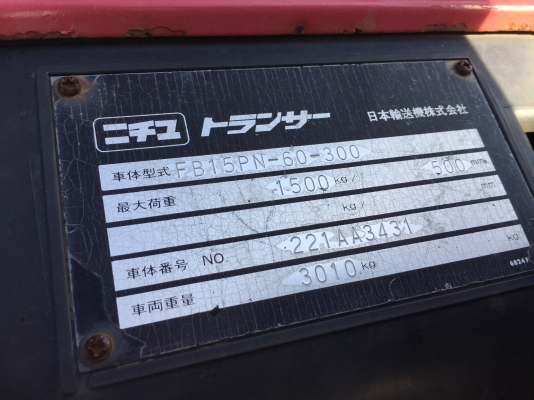 ニチユ トランサー 日本輸送機株式会社
車体型式 FB15PN-60-300
最大荷重 1500 kg/ 500 mm
kg/ mm
車体番号 NO. 221AA3431
車両重量 3010 kg kg
68241